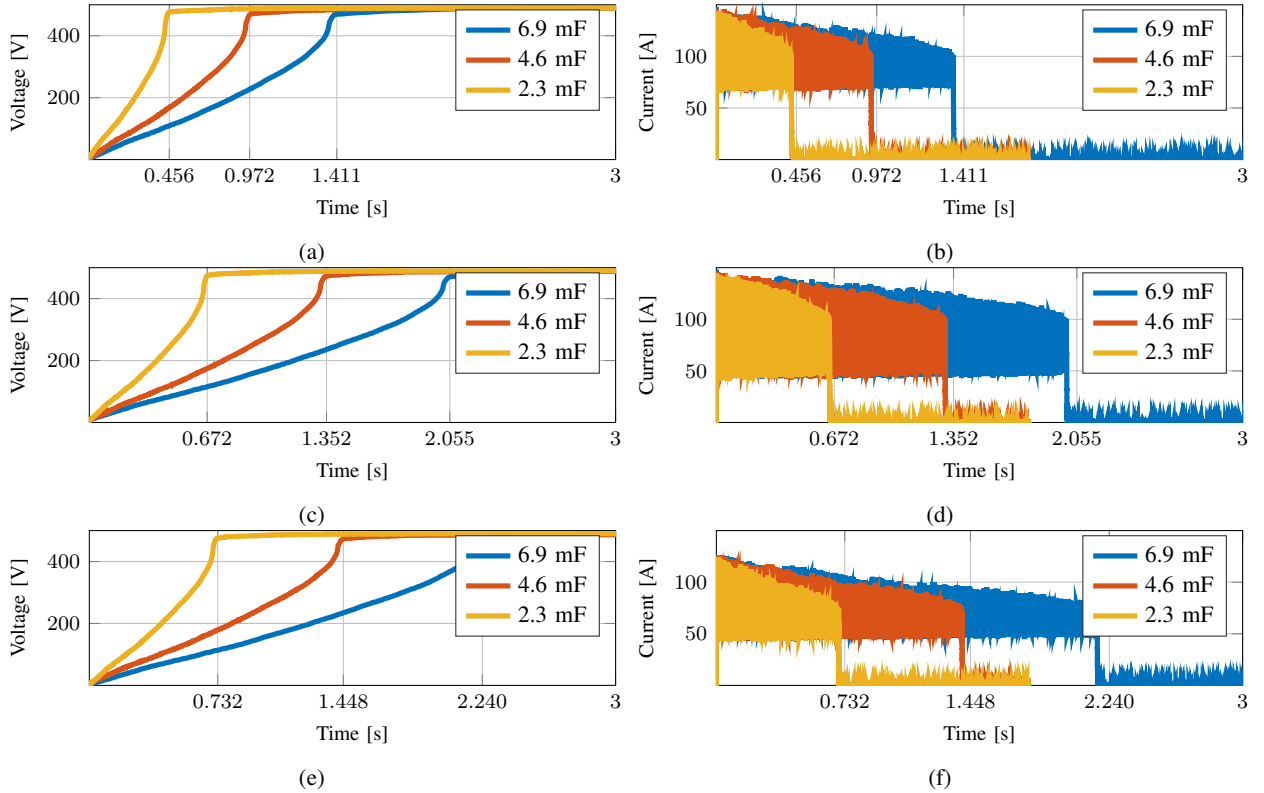 400
200
Voltage [V]
6.9 mF
4.6 mF
2.3 mF
0.456
0.972
1.411
3
Time [s]
(a)
100
50
Current [A]
6.9 mF
4.6 mF
2.3 mF
0.456
0.972
1.411
3
Time [s]
(b)
400
200
Voltage [V]
6.9 mF
4.6 mF
2.3 mF
0.672
1.352
2.055
3
Time [s]
(c)
100
50
Current [A]
6.9 mF
4.6 mF
2.3 mF
0.672
1.352
2.055
3
Time [s]
(d)
400
200
Voltage [V]
6.9 mF
4.6 mF
2.3 mF
0.732
1.448
2.240
3
Time [s]
(e)
100
50
Current [A]
6.9 mF
4.6 mF
2.3 mF
0.732
1.448
2.240
3
Time [s]
(f)